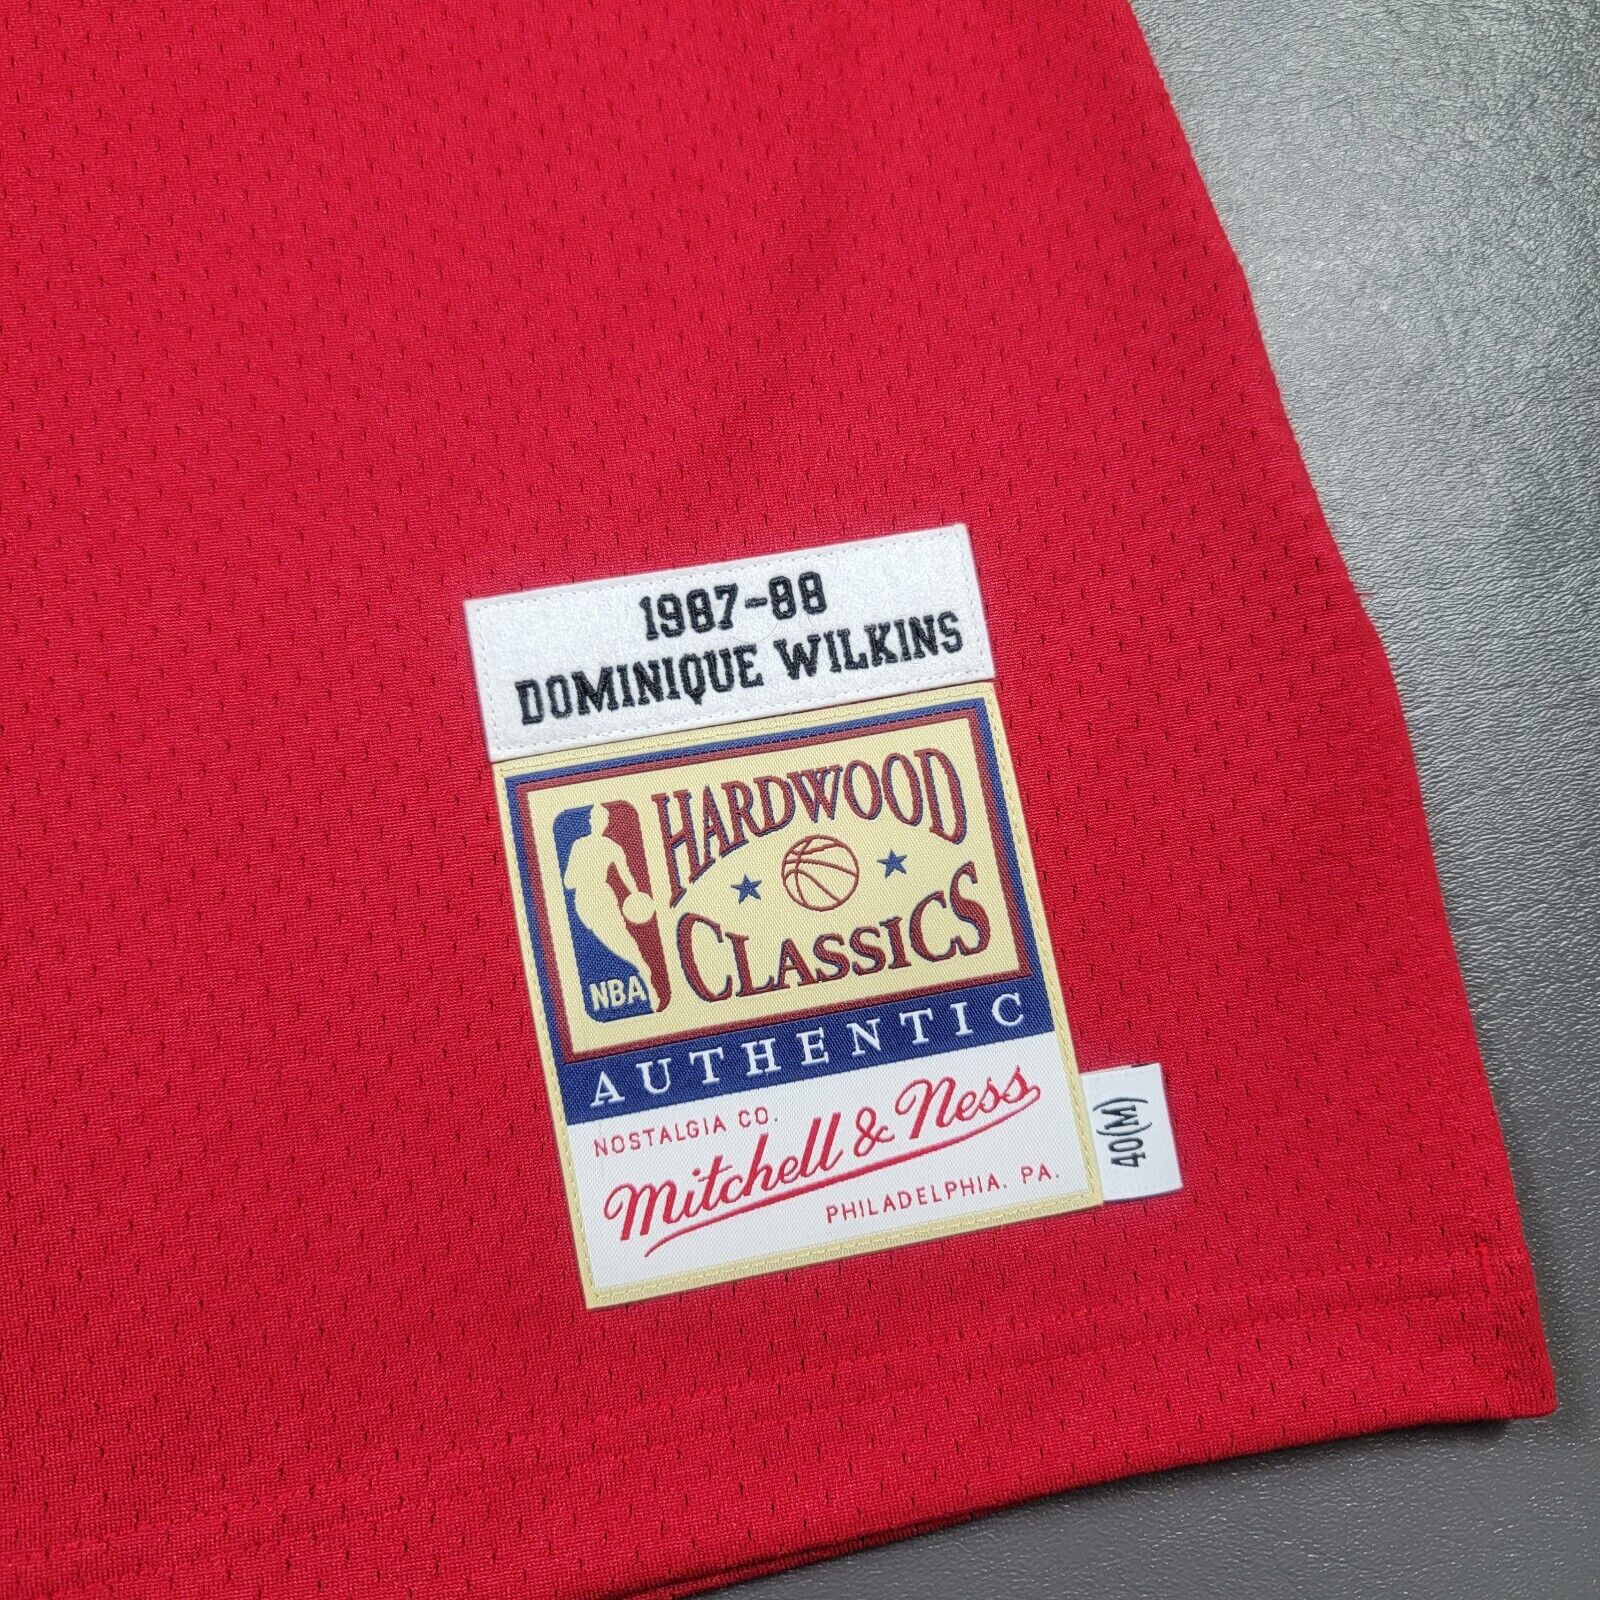 1987-88
DOMINIQUE WILKINS
HARDWOOD
CLASSICS
NBA
AUTHENTIC
NOSTALGIA CO.
Mitchell & Ness
PHILADELPHIA, PA.
40(M)